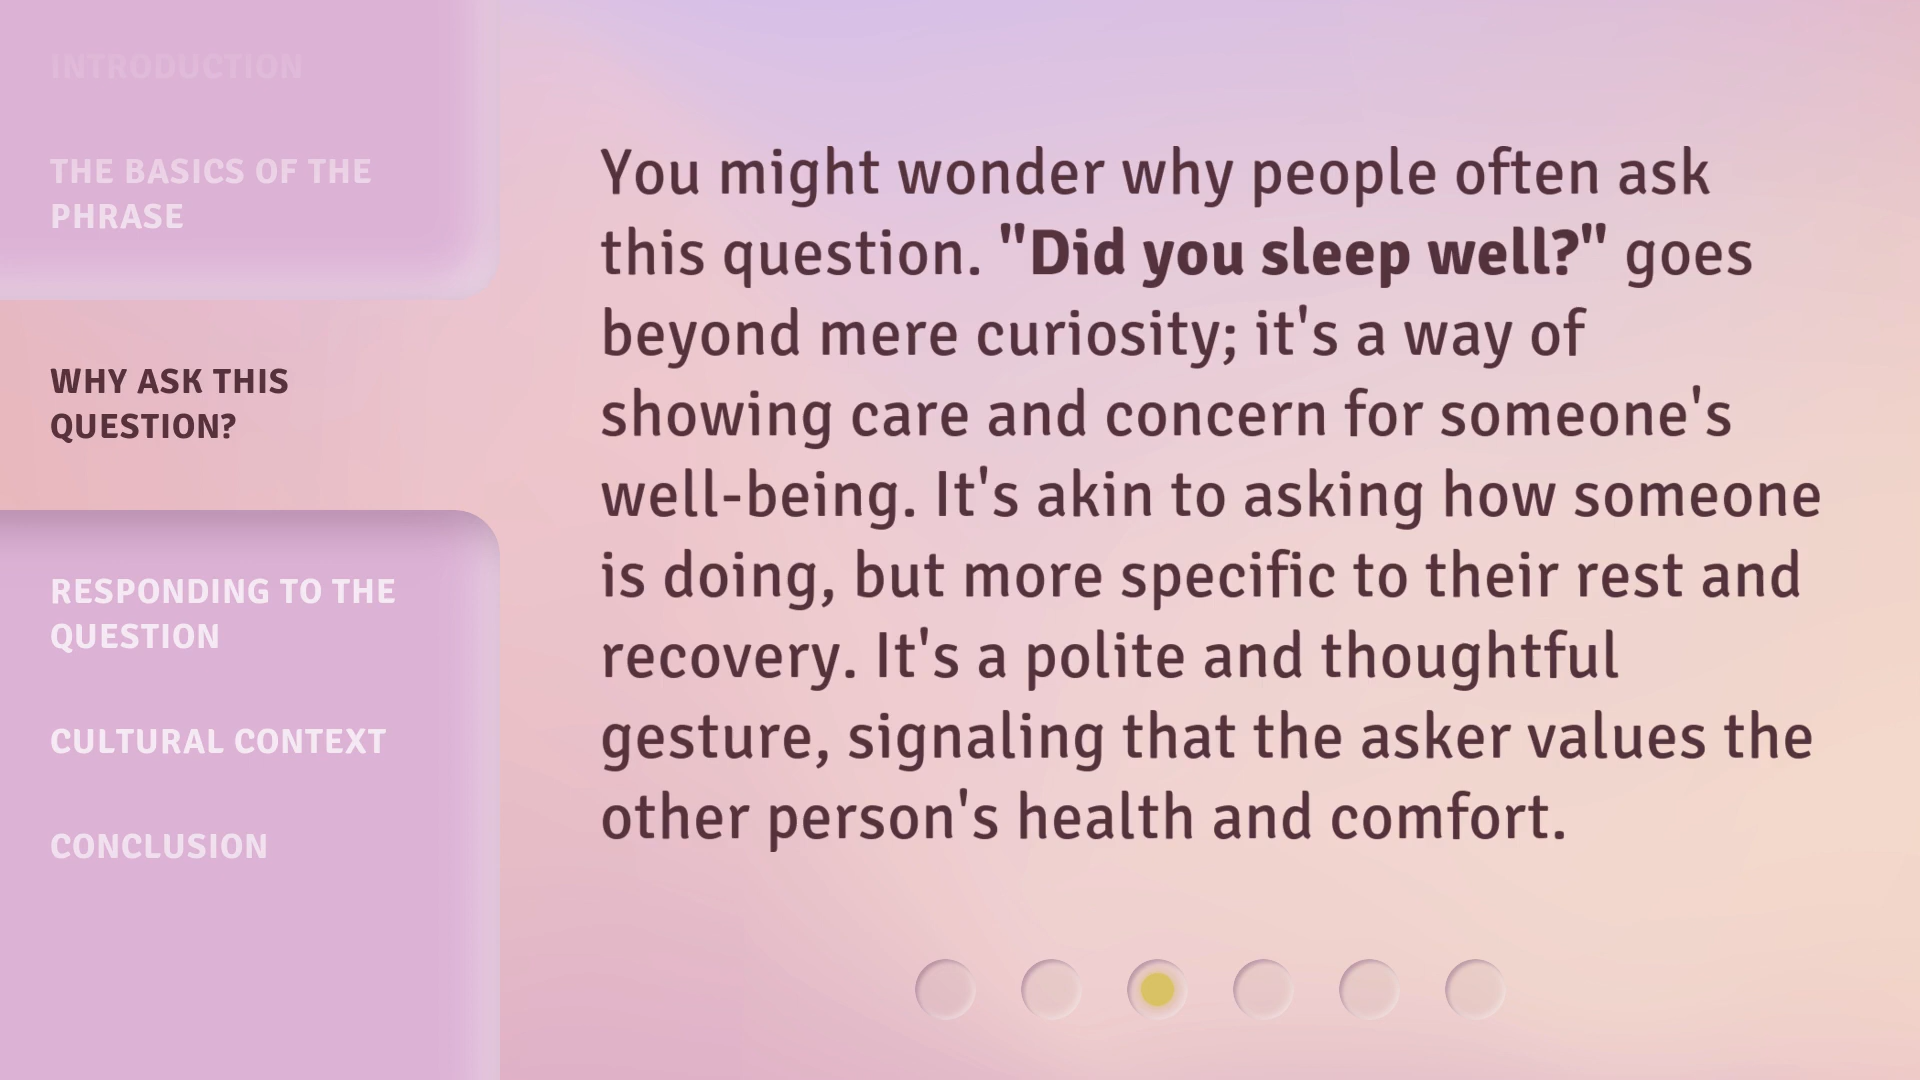 INTRODUCTION
THE BASICS OF THE
PHRASE
WHY ASK THIS
QUESTION?
RESPONDING TO THE
QUESTION
CULTURAL CONTEXT
CONCLUSION
You might wonder why people often ask
this question. "Did you sleep well?" goes
beyond mere curiosity; it's a way of
showing care and concern for someone's
well-being. It's akin to asking how someone
is doing, but more specific to their rest and
recovery. It's a polite and thoughtful
gesture, signaling that the asker values the
other person's health and comfort.